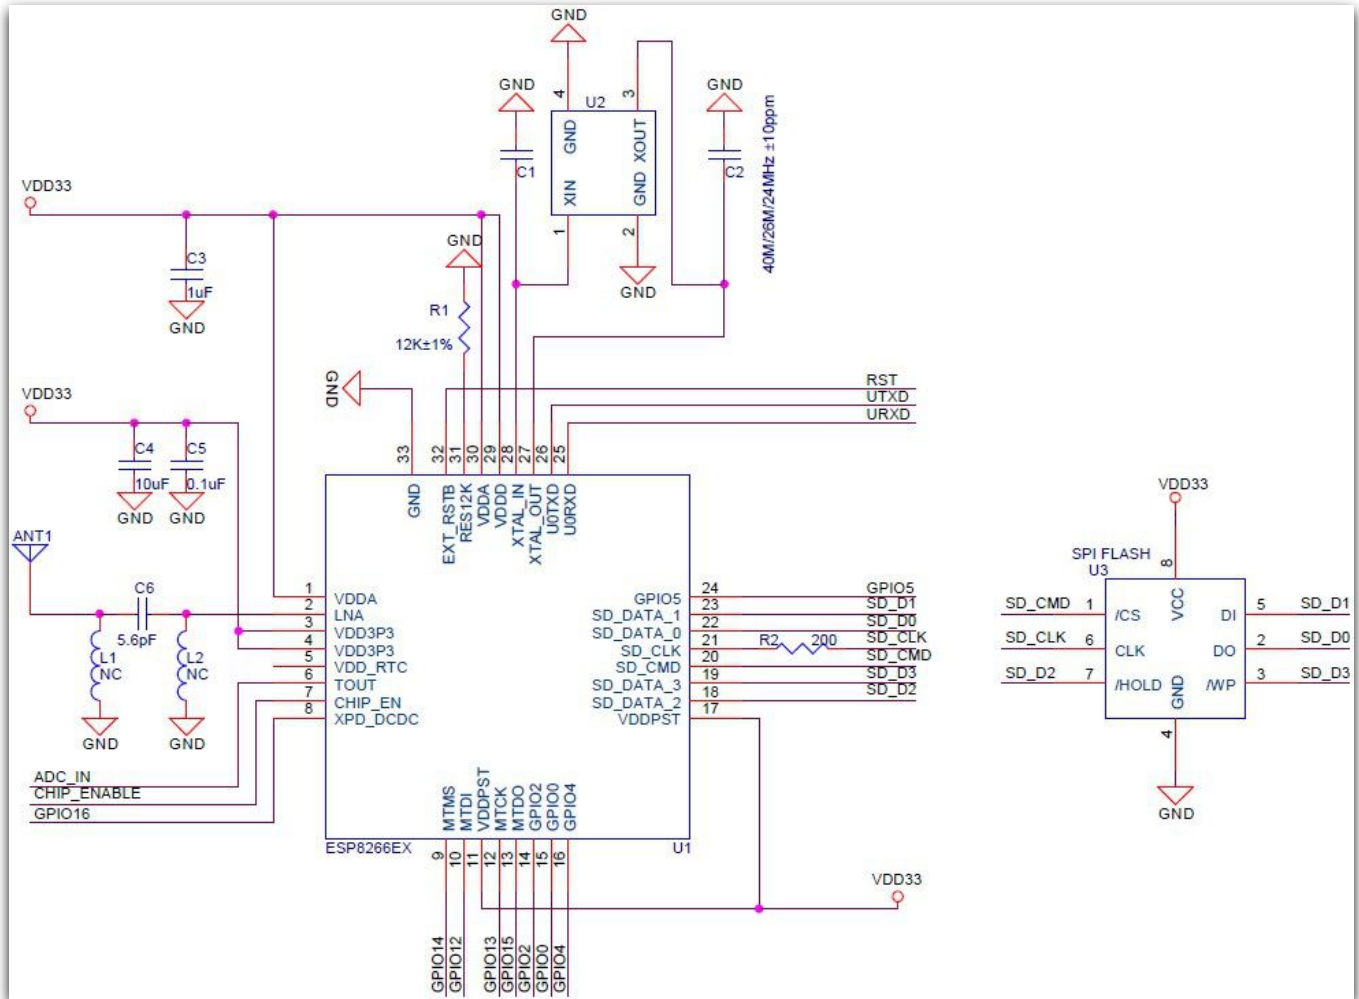 GND
4
3
GND
GND
U2
GND
XOUT
C1
C2
XIN
GND
40M/26M/24MHz ±10ppm
VDD33
1
2
GND
GND
C3
1uF
GND
R1
12K±1%
GND
RST
UTXD
URXD
VDD33
C4
C5
10uF
0.1uF
GND
GND
33
32
31
30
29
28
27
26
25
GND
EXT_RSTB
RES12K
VDDA
VDDD
XTAL_IN
XTAL_OUT
U0TXD
U0RXD
ANT1
C6
5.6pF
L1
NC
L2
NC
GND
GND
1
VDDA
2
LNA
3
VDD3P3
4
VDD3P3
5
VDD_RTC
6
TOUT
7
CHIP_EN
8
XPD_DCDC
GPIO5
24
GPIO5
SD_DATA_1
23
SD_D1
SD_DATA_0
22
SD_D0
SD_CLK
21
R2
200
SD_CLK
SD_CMD
20
SD_CMD
SD_DATA_3
19
SD_D3
SD_DATA_2
18
SD_D2
VDDPST
17
ADC_IN
CHIP_ENABLE
GPIO16
MTMS
MTDI
VDDPST
MTCK
MTDO
GPIO2
GPIO0
GPIO4
ESP8266EX
U1
9
10
11
12
13
14
15
16
GPIO14
GPIO12
GPIO13
GPIO15
GPIO2
GPIO0
GPIO4
VDD33
VDD33
SPI FLASH
U3
8
VCC
SD_CMD
1
/CS
DI
5
SD_D1
SD_CLK
6
CLK
DO
2
SD_D0
SD_D2
7
/HOLD
GND
/WP
3
SD_D3
4
GND